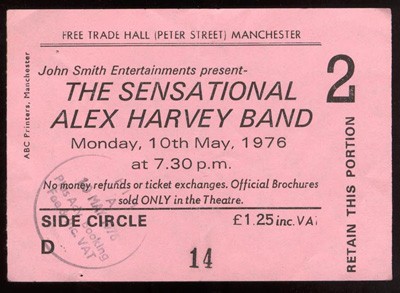 FREE TRADE HALL (PETER STREET) MANCHESTER
John Smith Entertainments present-
THE SENSATIONAL
ALEX HARVEY BAND
Monday, 10th May, 1976
at 7.30 p.m.
No money refunds or ticket exchanges. Official Brochures
sold ONLY in the Theatre.
SIDE CIRCLE
£1.25 inc. VA
D
14
2
RETAIN THIS PORTION
ABC Printers, Manchester
Booking
VAT